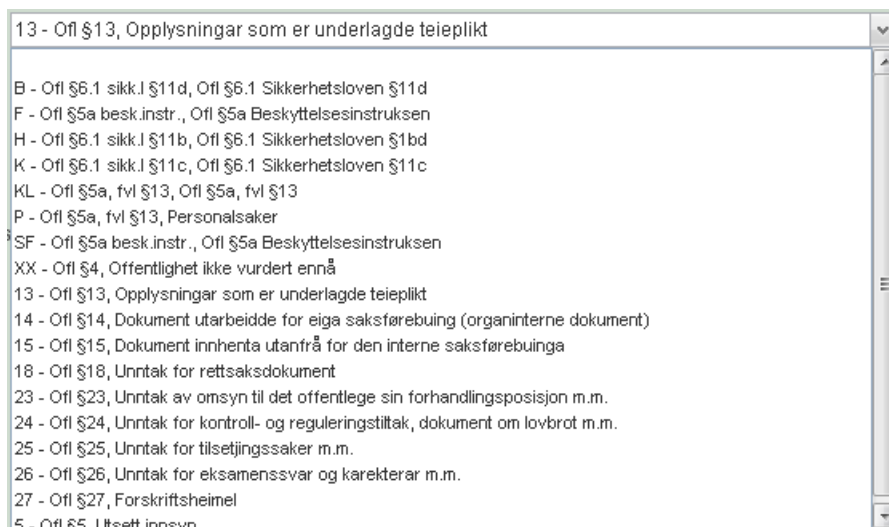 13 - Ofl §13, Opplysningar som er underlagde teieplikt
B - Ofl §6.1 sikk.l §11d, Ofl §6.1 Sikkerhetsloven §11d
F - Ofl §5a besk.instr., Ofl §5a Beskyttelsesinstruksen
H - Ofl §6.1 sikk.l §11b, Ofl §6.1 Sikkerhetsloven §1bd
K - Ofl §6.1 sikk.l §11c, Ofl §6.1 Sikkerhetsloven §11c
KL - Ofl §5a, fvl §13, Ofl §5a, fvl §13
P - Ofl §5a, fvl §13, Personalsaker
SF - Ofl §5a besk.instr., Ofl §5a Beskyttelsesinstruksen
XX - Ofl §4, Offentlighet ikke vurdert ennå
13 - Ofl §13, Opplysningar som er underlagde teieplikt
14 - Ofl §14, Dokument utarbeidde for eiga saksførebuing (organinterne dokument)
15 - Ofl §15, Dokument innhenta utanfrå for den interne saksførebuinga
18 - Ofl §18, Unntak for rettsaksdokument
23 - Ofl §23, Unntak av omsyn til det offentlege sin forhandlingsposisjon m.m.
24 - Ofl §24, Unntak for kontroll- og reguleringstiltak, dokument om lovbrot m.m.
25 - Ofl §25, Unntak for tilsetjingssaker m.m.
26 - Ofl §26, Unntak for eksamenssvar og karekterar m.m.
27 - Ofl §27, Forskriftsheimel
5 - Ofl §5, Utsett innsyn